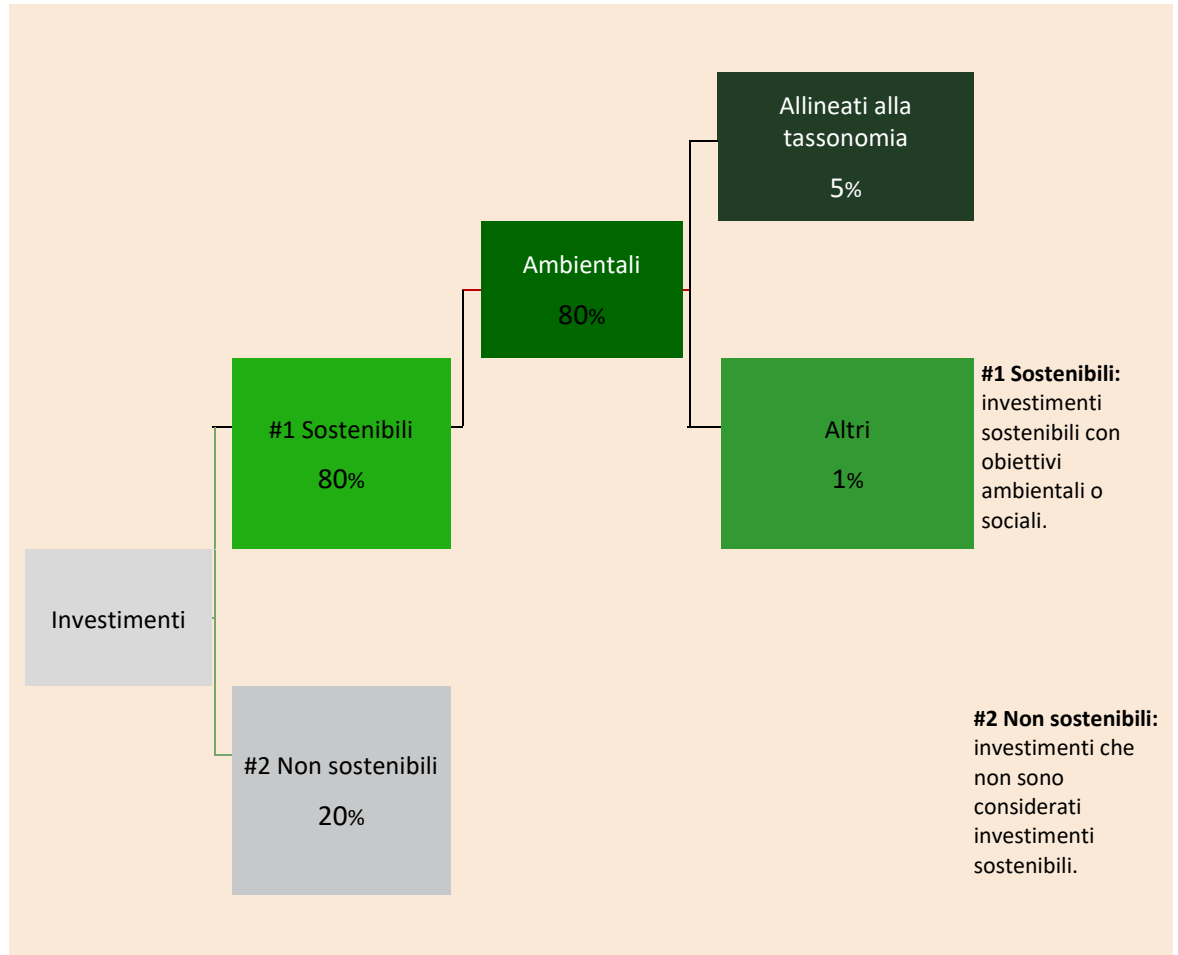 Allineati alla
tassonomia
5%
Ambientali
80%
#1 Sostenibili
80%
Altri
1%
#1 Sostenibili:
investimenti
sostenibili con
obiettivi
ambientali o
sociali.
Investimenti
#2 Non sostenibili
20%
#2 Non sostenibili:
investimenti che
non sono
considerati
investimenti
sostenibili.